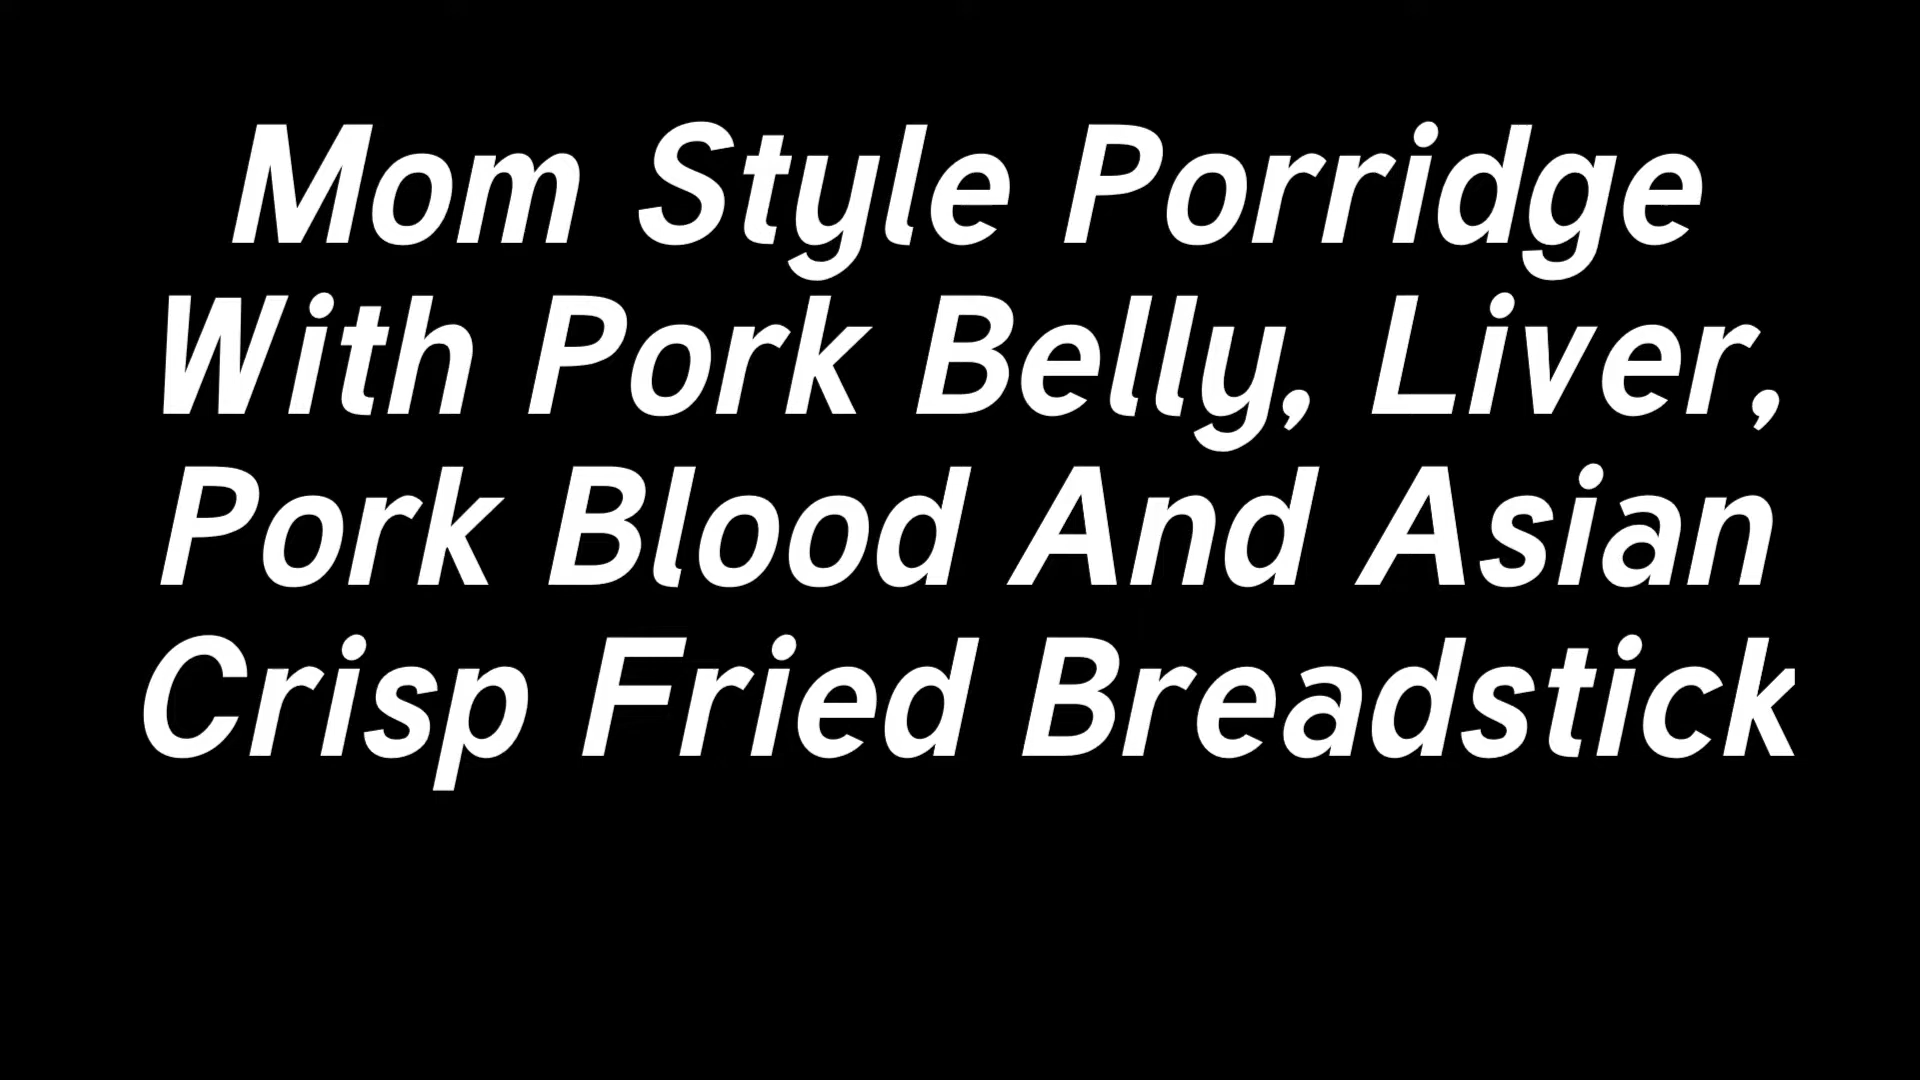 Mom Style Porridge
With Pork Belly, Liver,
Pork Blood And Asian
Crisp Fried Breadstick